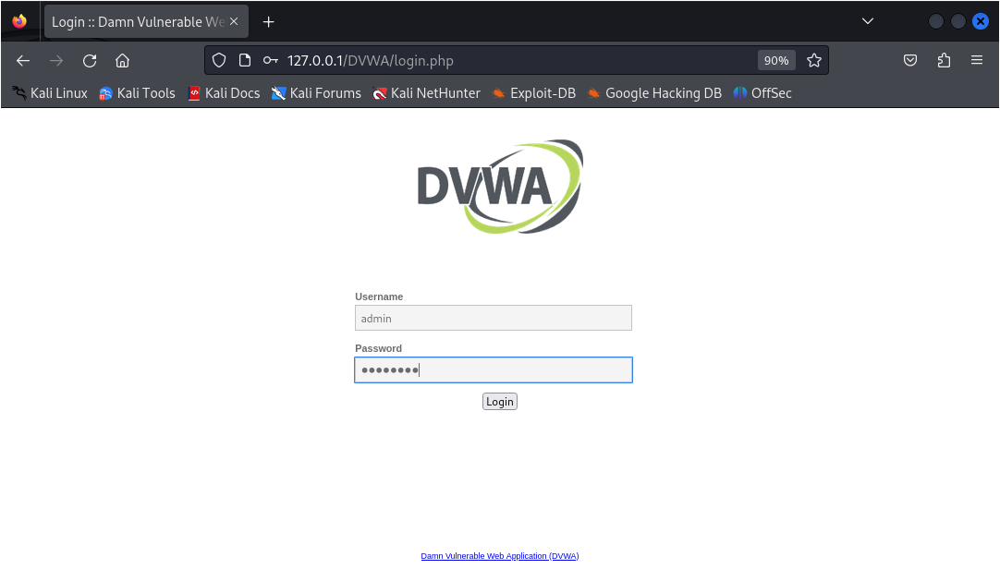 Login :: Damn Vulnerable We
127.0.0.1/DVWA/login.php 90%
Kali Linux Kali Tools Kali Docs Kali Forums Kali NetHunter Exploit-DB Google Hacking DB OffSec
DVWA
Username
admin
Password
••••••••
Login
Damn Vulnerable Web Application (DVWA)